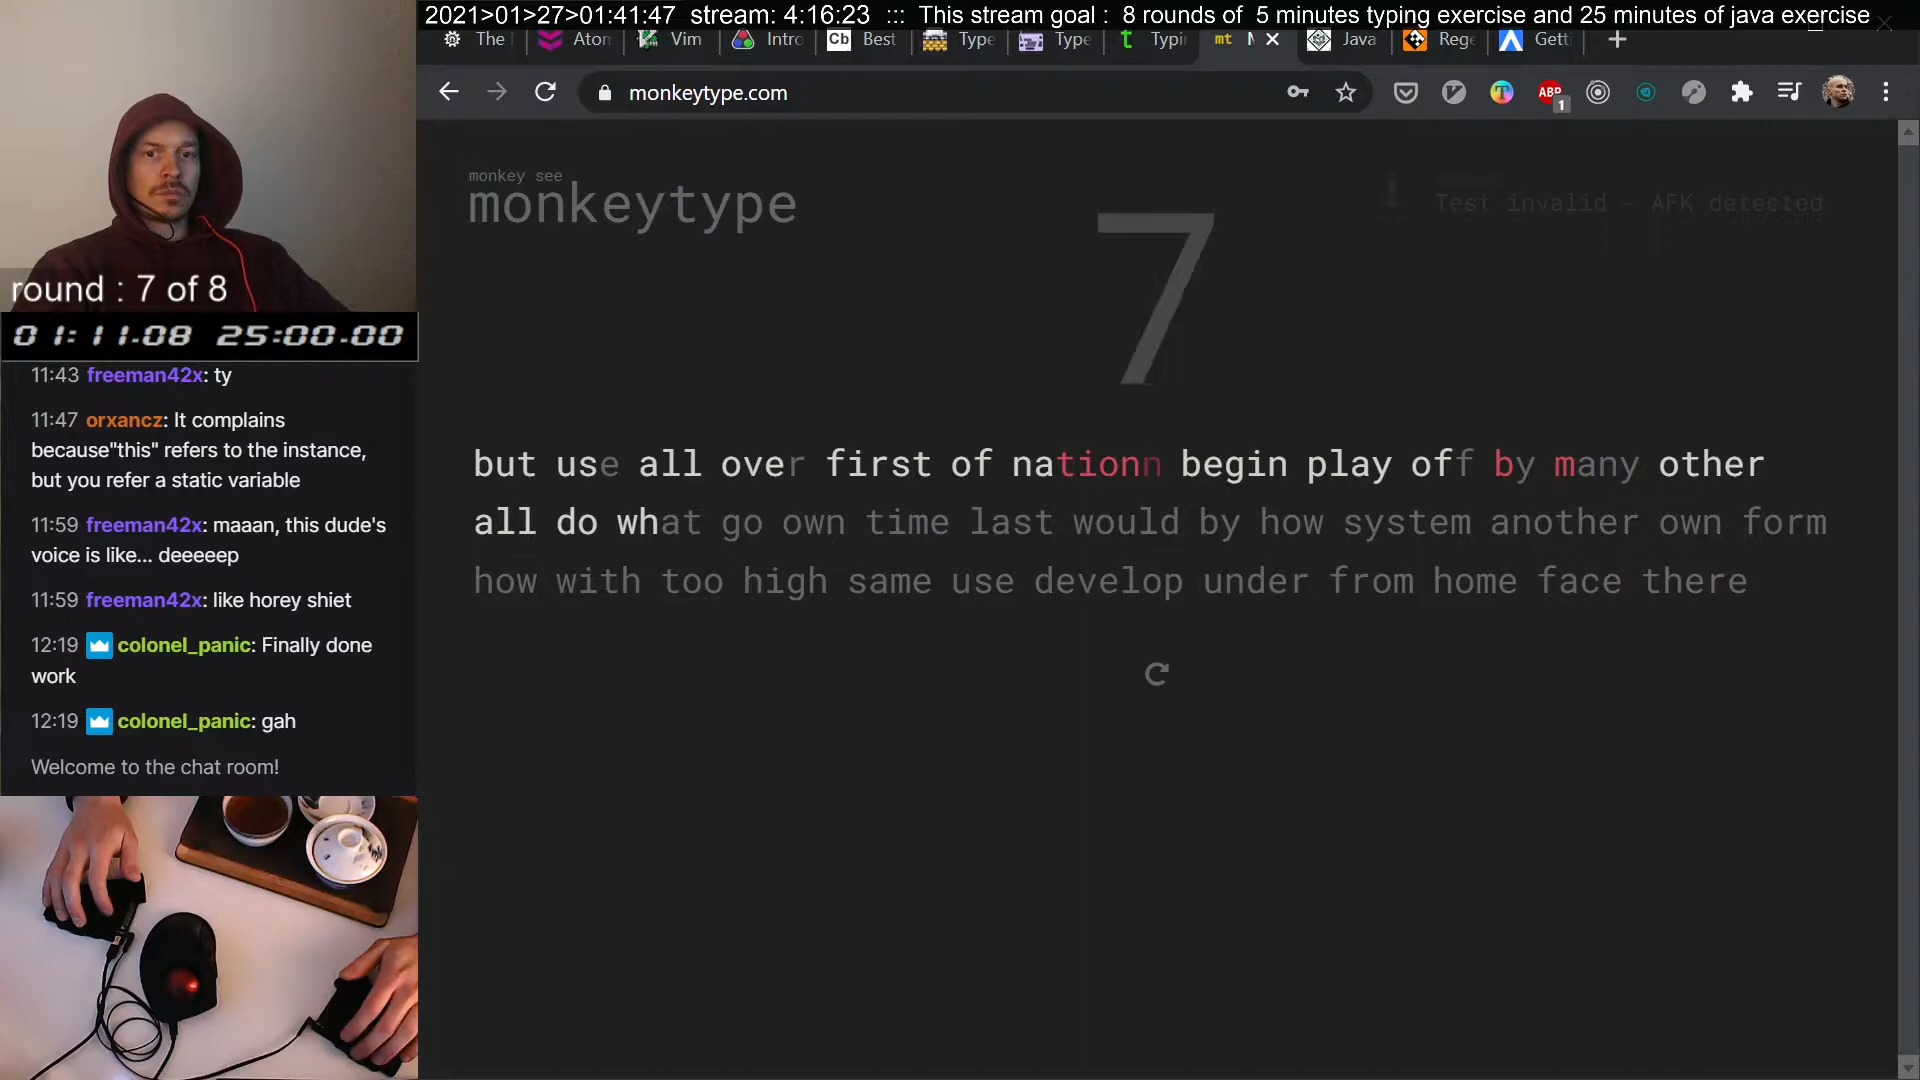 2021>01>27>01:41:47 stream: 4:16:23 ::: This stream goal : 8 rounds of 5 minutes typing exercise and 25 minutes of java exercise
The Aton Vim Intro Cb Best Type Type t Typi mt Java Rege Getti
monkeytype.com
ABP
1
monkey see
monkeytype
Test invalid - AFK detected
7
round : 7 of 8
01:11.08 25:00.00
11:43 freeman42x: ty
11:47 orxancz: It complains
because"this" refers to the instance,
but you refer a static variable
11:59 freeman42x: maaan, this dude's
voice is like... deeeeep
11:59 freeman42x: like horey shiet
12:19 colonel_panic: Finally done
work
12:19 colonel_panic: gah
Welcome to the chat room!
but use all over first of nationn begin play off by many other
all do what go own time last would by how system another own form
how with too high same use develop under from home face there